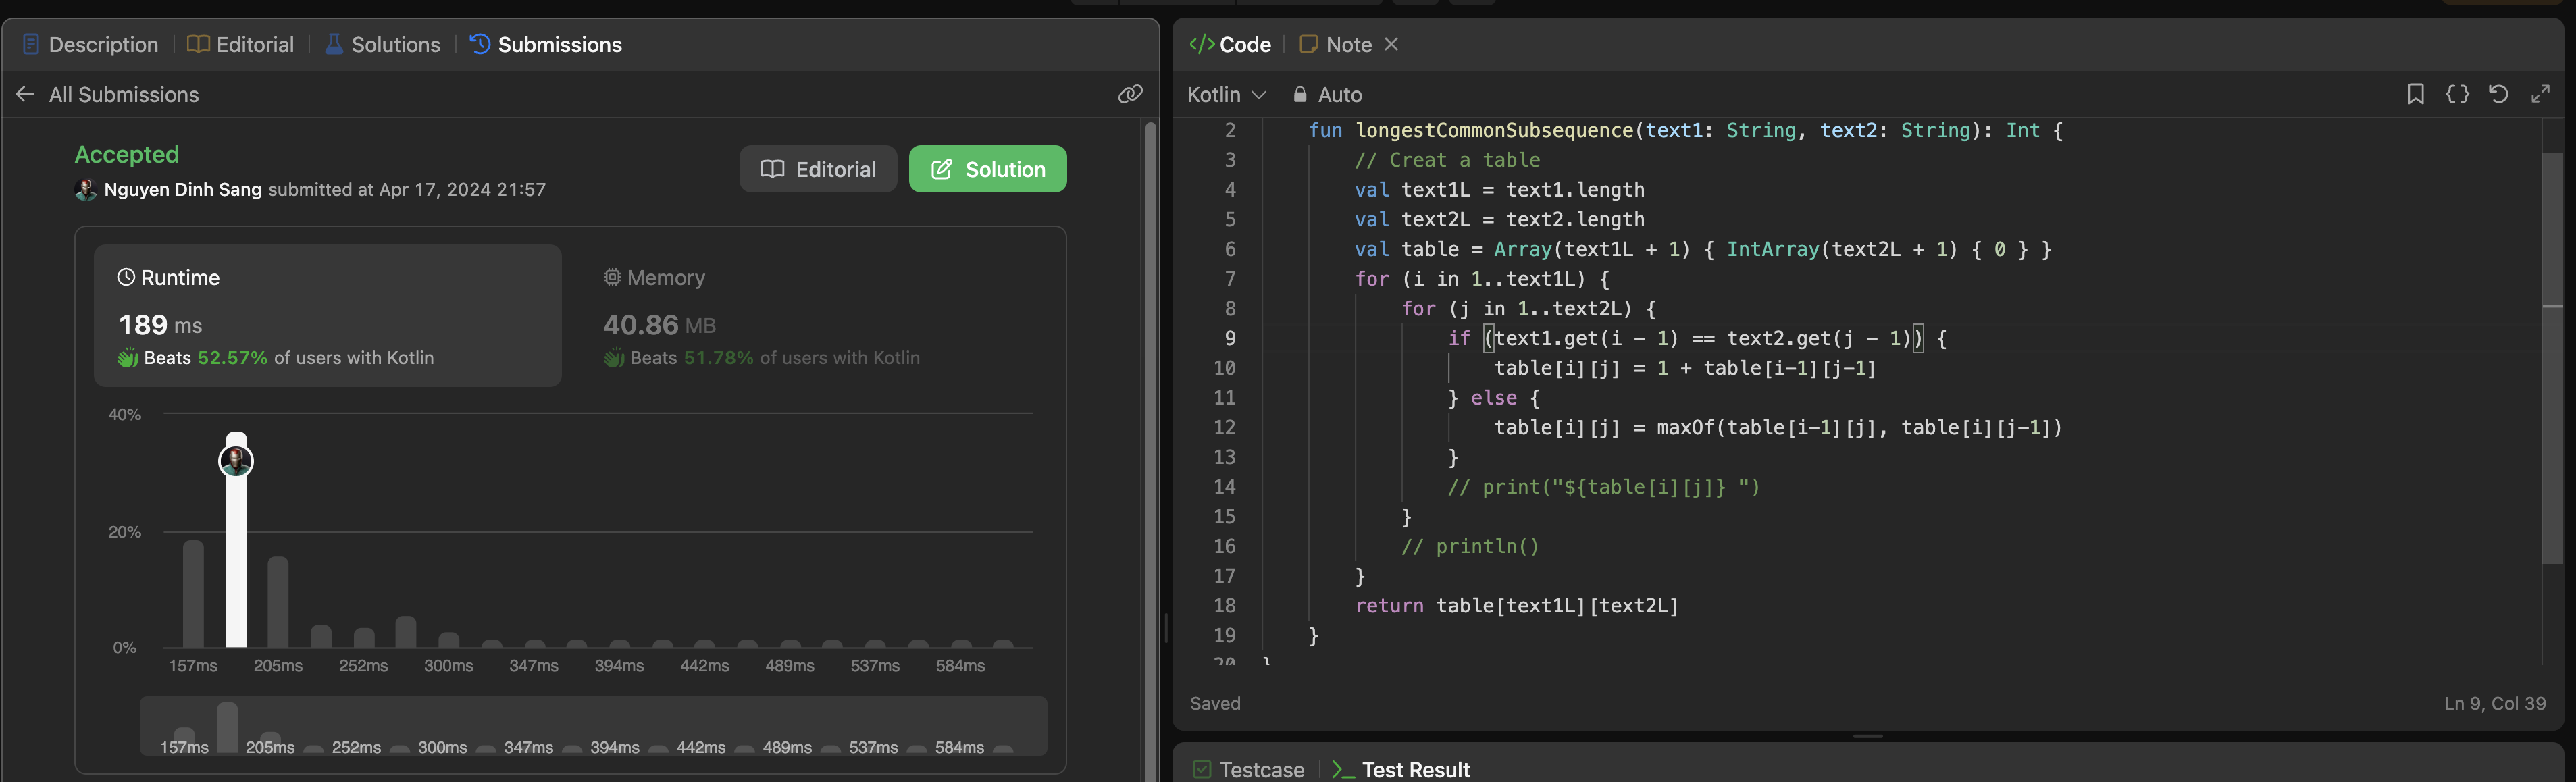 Description
Editorial
Solutions
Submissions
All Submissions
Accepted
Nguyen Dinh Sang submitted at Apr 17, 2024 21:57
Editorial
Solution
Runtime
189 ms
Beats 52.57% of users with Kotlin
Memory
40.86 MB
Beats 51.78% of users with Kotlin
40%
20%
0%
157ms 205ms 252ms 300ms 347ms 394ms 442ms 489ms 537ms 584ms
157ms 205ms 252ms 300ms 347ms 394ms 442ms 489ms 537ms 584ms
</> Code
Note
Kotlin
Auto
2 fun longestCommonSubsequence(text1: String, text2: String): Int {
3 // Creat a table
4 val text1L = text1.length
5 val text2L = text2.length
6 val table = Array(text1L + 1) { IntArray(text2L + 1) { 0 } }
7 for (i in 1..text1L) {
8 for (j in 1..text2L) {
9 if (text1.get(i - 1) == text2.get(j - 1)) {
10 table[i][j] = 1 + table[i-1][j-1]
11 } else {
12 table[i][j] = maxOf(table[i-1][j], table[i][j-1])
13 }
14 // print("${table[i][j]} ")
15 }
16 // println()
17 }
18 return table[text1L][text2L]
19 }
20 }
Saved
Ln 9, Col 39
Testcase
Test Result